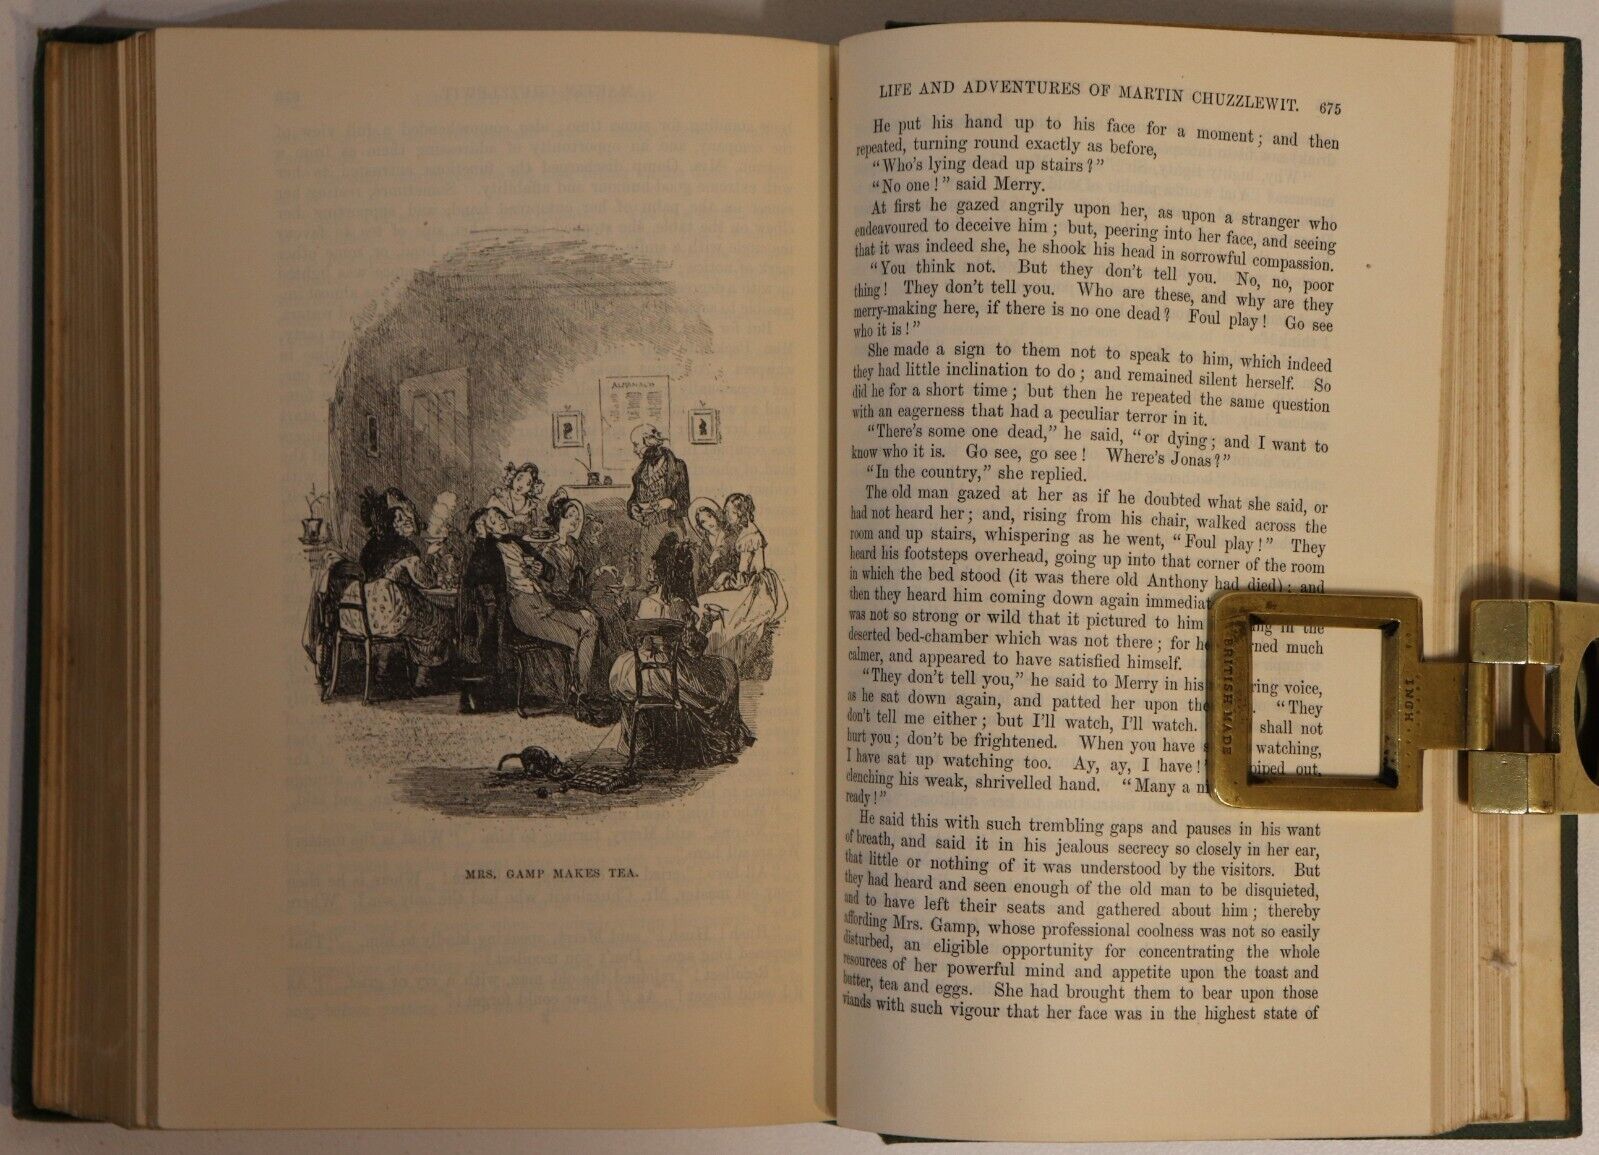 ALMANACK
MRS. GAMP MAKES TEA.
LIFE AND ADVENTURES OF MARTIN CHUZZLEWIT. 675
He put his hand up to his face for a moment; and then
repeated, turning round exactly as before,
"Who's lying dead up stairs?"
"No one!" said Merry.
At first he gazed angrily upon her, as upon a stranger who
endeavoured to deceive him; but, peering into her face, and seeing
that it was indeed she, he shook his head in sorrowful compassion.
"You think not. But they don't tell you. No, no, poor
thing! They don't tell you. Who are these, and why are they
merry-making here, if there is no one dead? Foul play! Go see
who it is!"
She made a sign to them not to speak to him, which indeed
they had little inclination to do; and remained silent herself. So
did he for a short time; but then he repeated the same question
with an eagerness that had a peculiar terror in it.
"There's some one dead," he said, "or dying; and I want to
know who it is. Go see, go see! Where's Jonas?"
"In the country," she replied.
The old man gazed at her as if he doubted what she said, or
had not heard her; and, rising from his chair, walked across the
room and up stairs, whispering as he went, "Foul play!" They
heard his footsteps overhead, going up into that corner of the room
in which the bed stood (it was there old Anthony had died); and
then they heard him coming down again immediat
was not so strong or wild that it pictured to him ing in the
deserted bed-chamber which was not there; for h rned much
calmer, and appeared to have satisfied himself.
"They don't tell you," he said to Merry in his ring voice,
as he sat down again, and patted her upon the . "They
don't tell me either; but I'll watch, I'll watch. shall not
hurt you; don't be frightened. When you have s watching,
I have sat up watching too. Ay, ay, I have!" piped out,
clenching his weak, shrivelled hand. "Many a ni
ready!"
He said this with such trembling gaps and pauses in his want
of breath, and said it in his jealous secrecy so closely in her ear,
that little or nothing of it was understood by the visitors. But
they had heard and seen enough of the old man to be disquieted,
and to have left their seats and gathered about him; thereby
affording Mrs. Gamp, whose professional coolness was not so easily
disturbed, an eligible opportunity for concentrating the whole
resources of her powerful mind and appetite upon the toast and
butter, tea and eggs. She had brought them to bear upon those
viands with such vigour that her face was in the highest state of
BRITISH MADE
INCH